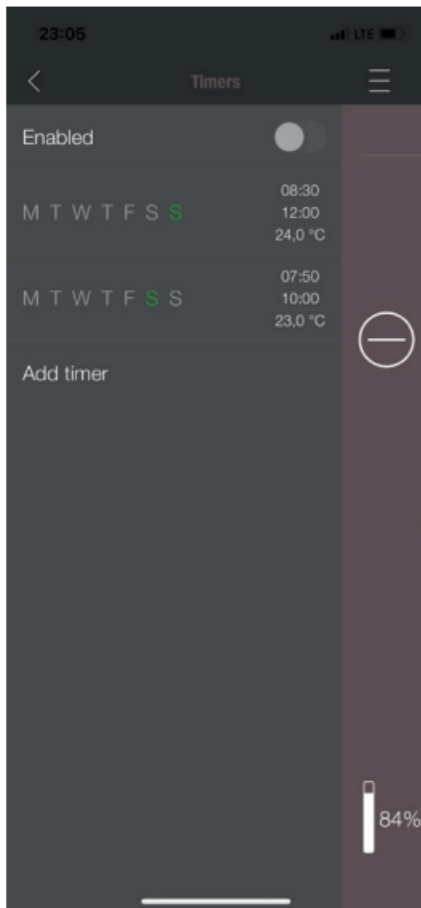 23:05 LTE
Timers
Enabled
M T W T F S S
08:30
12:00
24,0 °C
M T W T F S S
07:50
10:00
23,0 °C
Add timer
84%